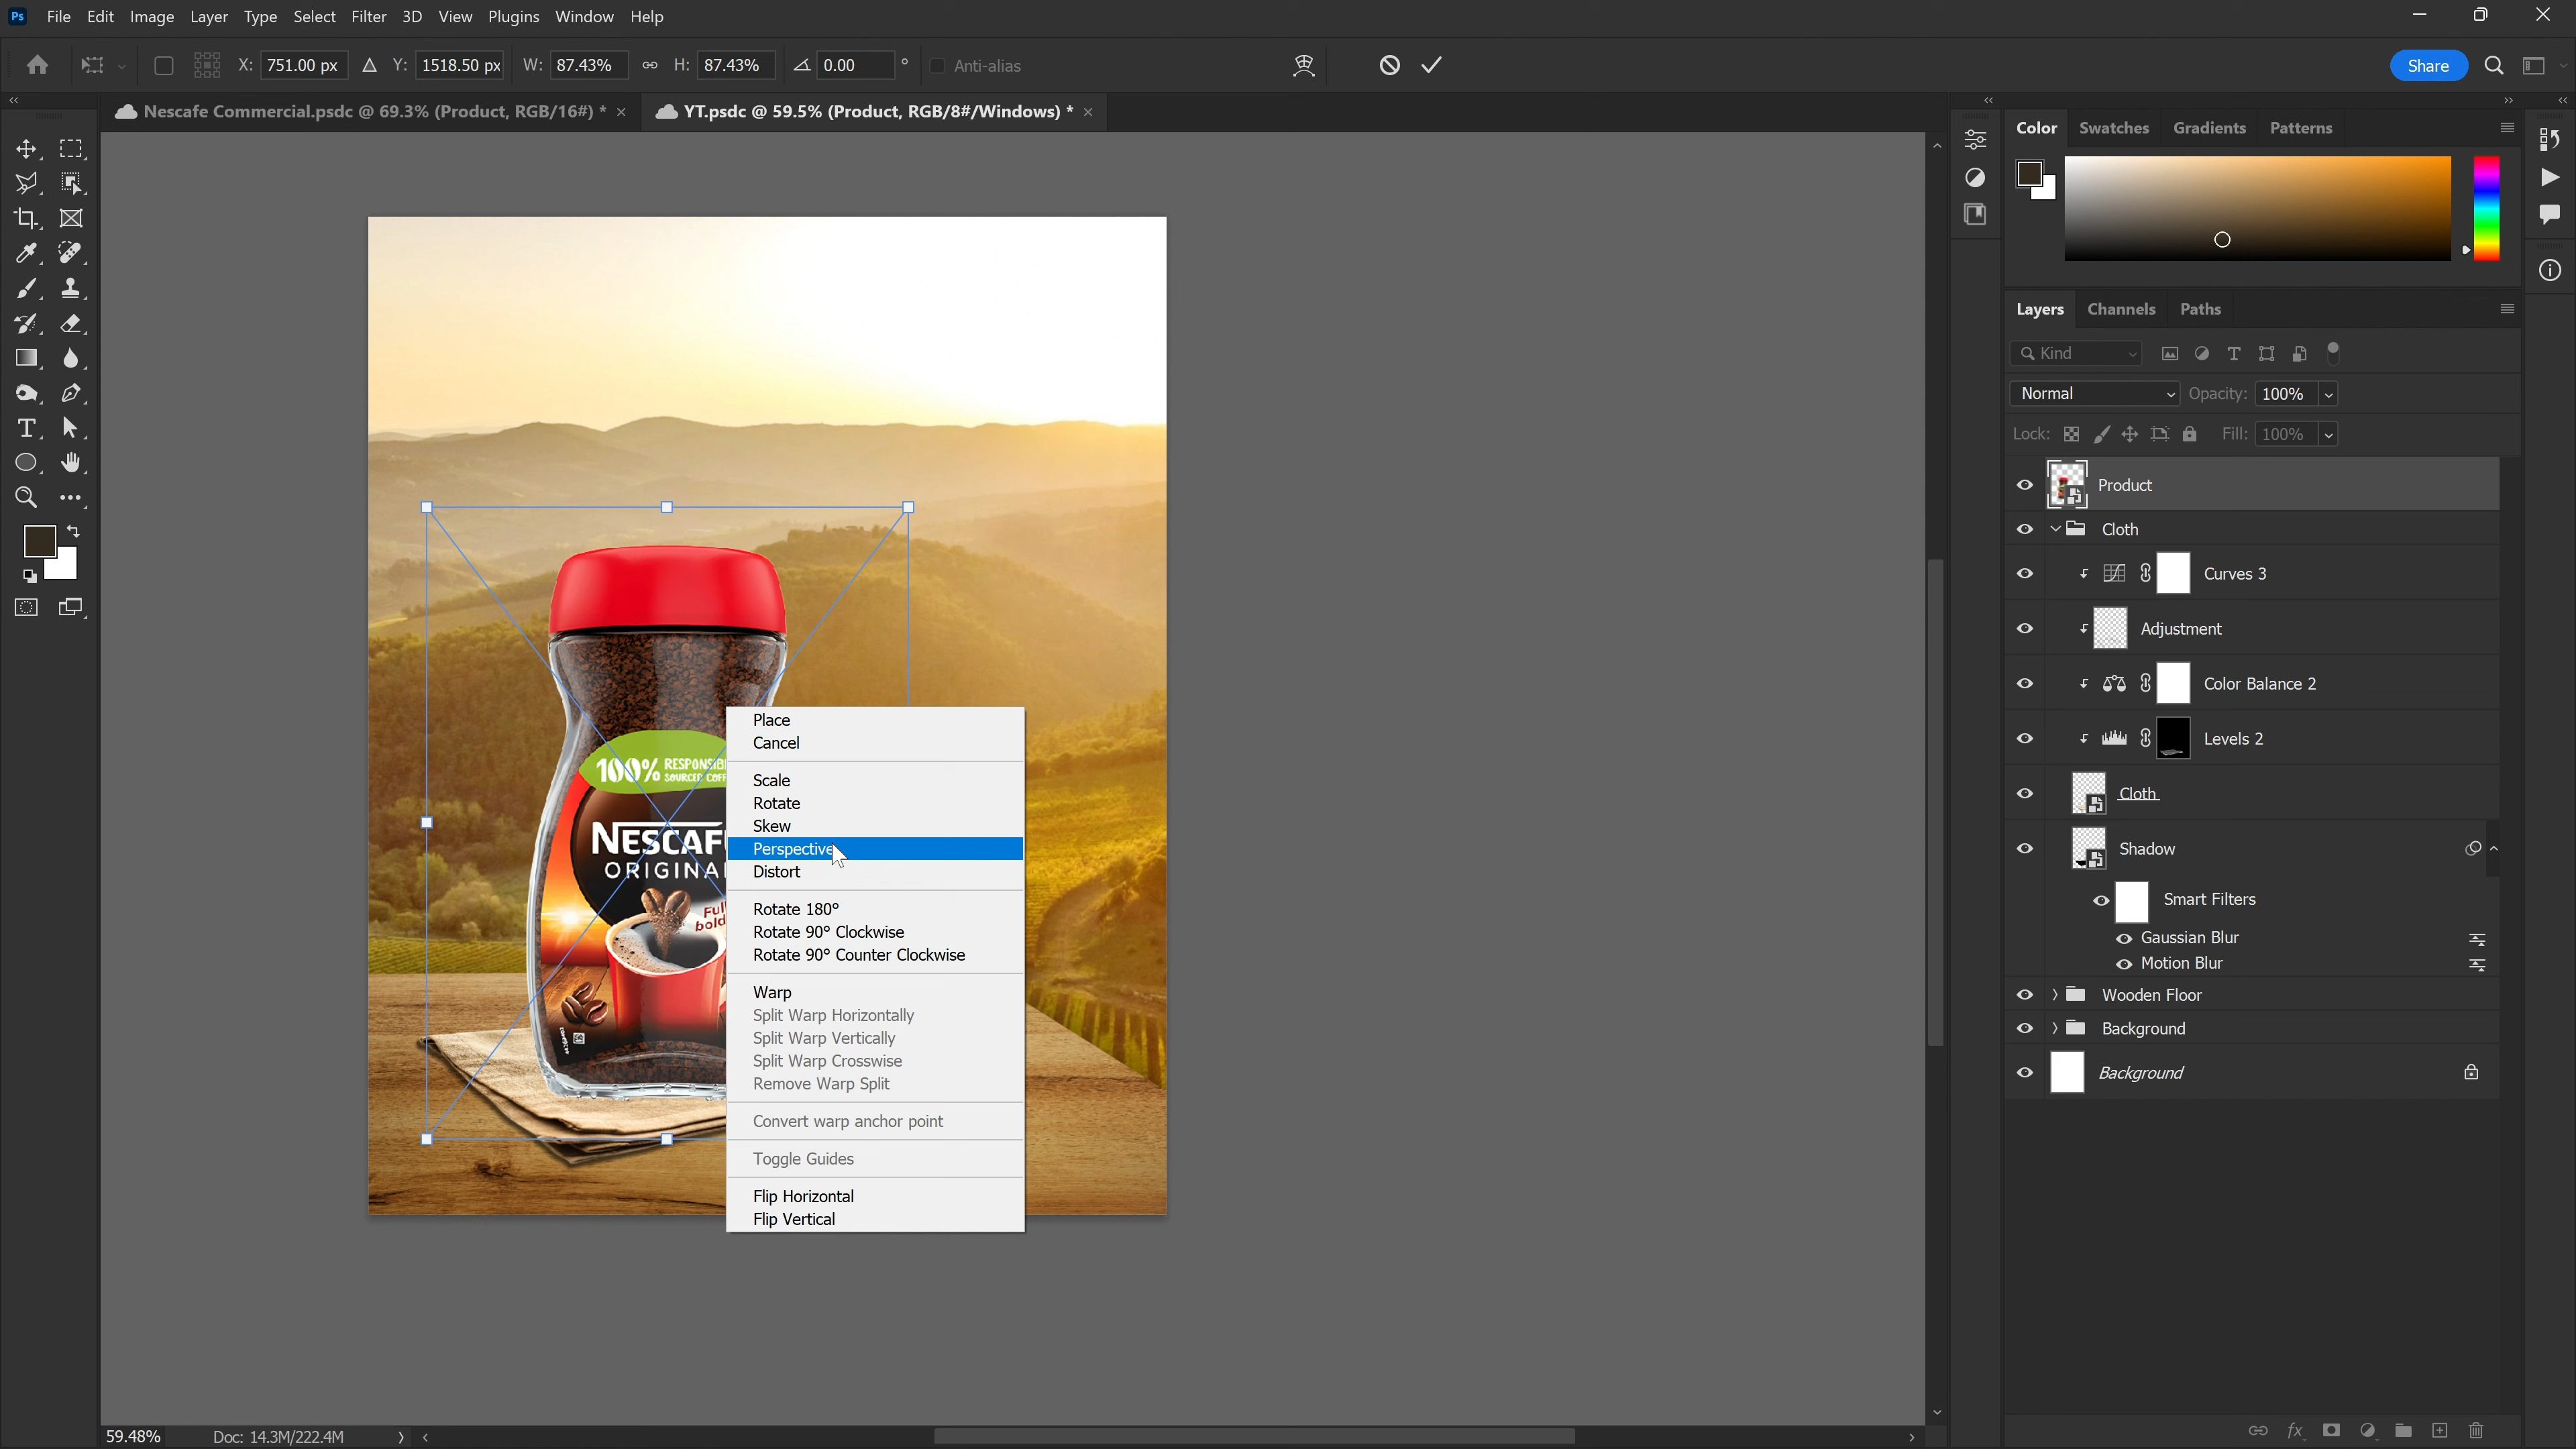 Ps File Edit Image Layer Type Select Filter 3D View Plugins Window Help
X: 751.00 px Y: 1518.50 px W: 87.43% H: 87.43% 0.00 ° Anti-alias Share
Nescafe Commercial.psdc @ 69.3% (Product, RGB/16#) * × YT.psdc @ 59.5% (Product, RGB/8#/Windows) * ×
Color Swatches Gradients Patterns
Layers Channels Paths
Kind
Normal Opacity: 100%
Lock: Fill: 100%
Product
Cloth
Curves 3
Adjustment
Color Balance 2
Levels 2
Cloth
Shadow
Smart Filters
Gaussian Blur
Motion Blur
Wooden Floor
Background
Background
100%
NESCAF
ORIGINA
Ful
bold
Place
Cancel
Scale
Rotate
Skew
Perspective
Distort
Rotate 180°
Rotate 90° Clockwise
Rotate 90° Counter Clockwise
Warp
Split Warp Horizontally
Split Warp Vertically
Split Warp Crosswise
Remove Warp Split
Convert warp anchor point
Toggle Guides
Flip Horizontal
Flip Vertical
59.48% Doc: 14.3M/222.4M